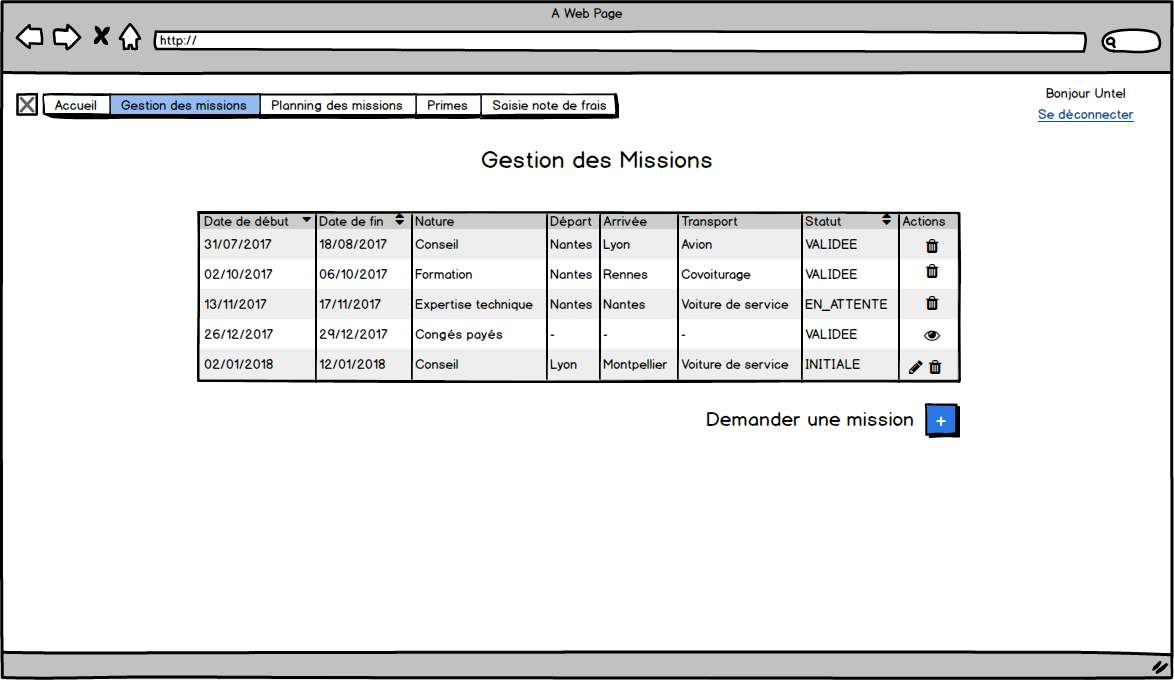 A Web Page
http://
Accueil Gestion des missions Planning des missions Primes Saisie note de frais
Bonjour Untel
Se déconnecter
Gestion des Missions
Date de début Date de fin Nature Départ Arrivée Transport Statut Actions
31/07/2017 18/08/2017 Conseil Nantes Lyon Avion VALIDEE
02/10/2017 06/10/2017 Formation Nantes Rennes Covoiturage VALIDEE
13/11/2017 17/11/2017 Expertise technique Nantes Nantes Voiture de service EN_ATTENTE
26/12/2017 29/12/2017 Congés payés - - - VALIDEE
02/01/2018 12/01/2018 Conseil Lyon Montpellier Voiture de service INITIALE
Demander une mission +